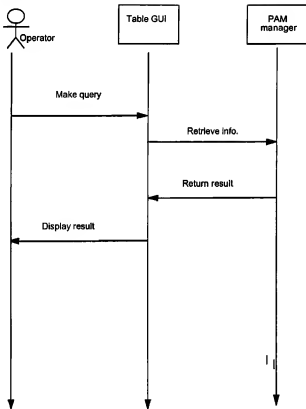 Operator
Table GUI
PAM
manager
Make query
Retrieve info.
Return result
Display result